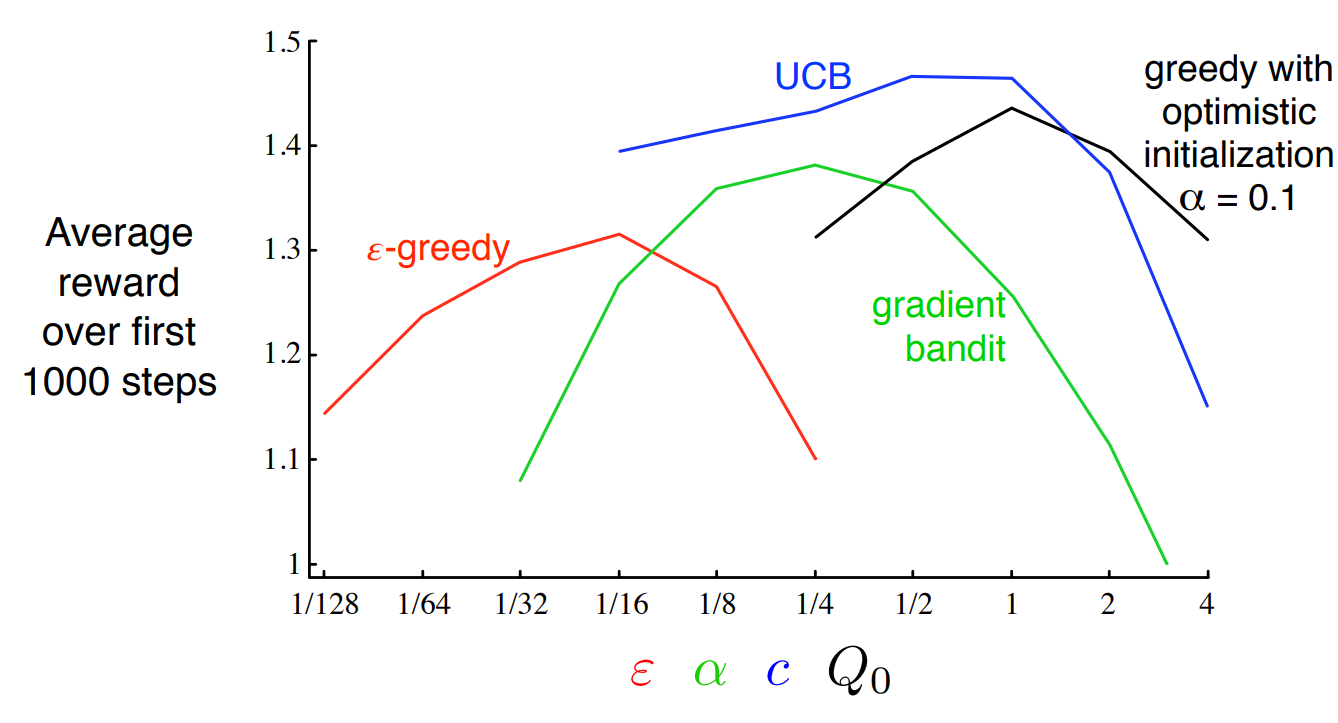 Average
reward
over first
1000 steps
1.5
1.4
1.3
1.2
1.1
1
ε-greedy
UCB
gradient
bandit
greedy with
optimistic
initialization
α = 0.1
1/128 1/64 1/32 1/16 1/8 1/4 1/2 1 2 4
ε α c Q₀